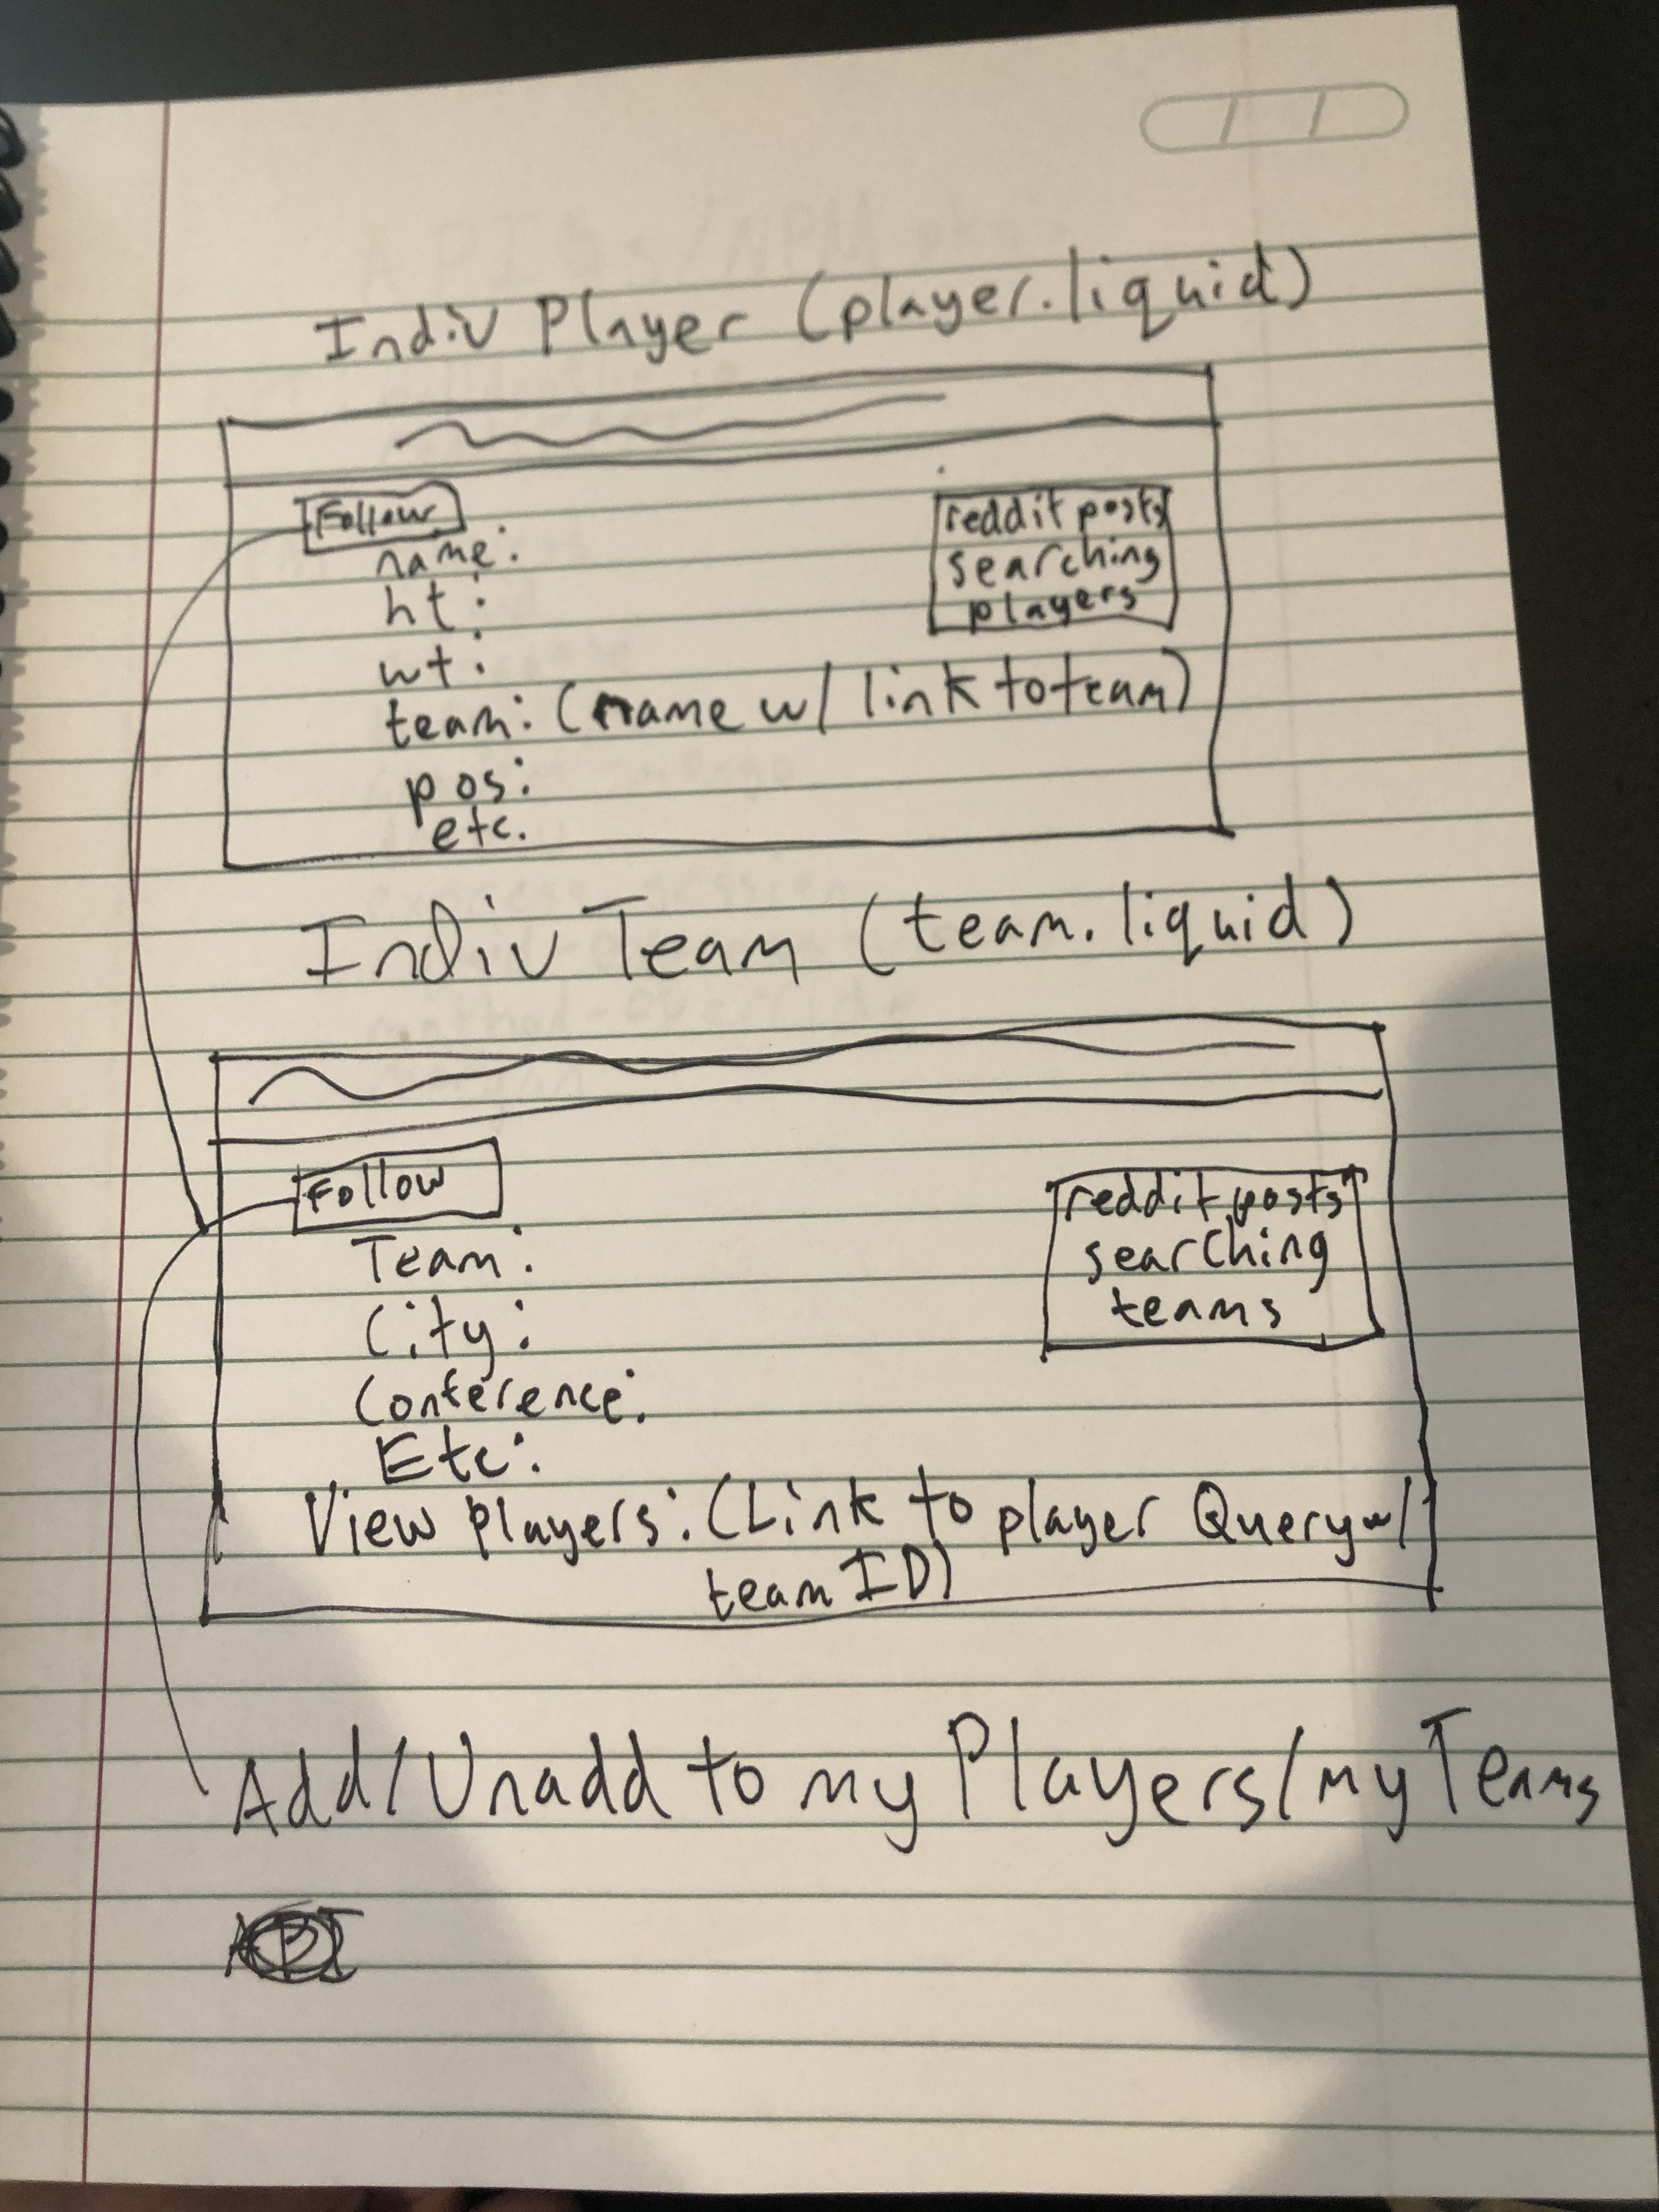 Indiv Player (player.liquid)
Follow
name:
ht:
wt:
team: (name w/ link to team)
pos:
etc.
reddit posts
searching
players
Indiv Team (team.liquid)
Follow
Team:
City:
Conference:
Etc:
View players: (Link to player Query w/
team ID)
reddit posts
searching
teams
Add/Unadd to my Players/my Teams